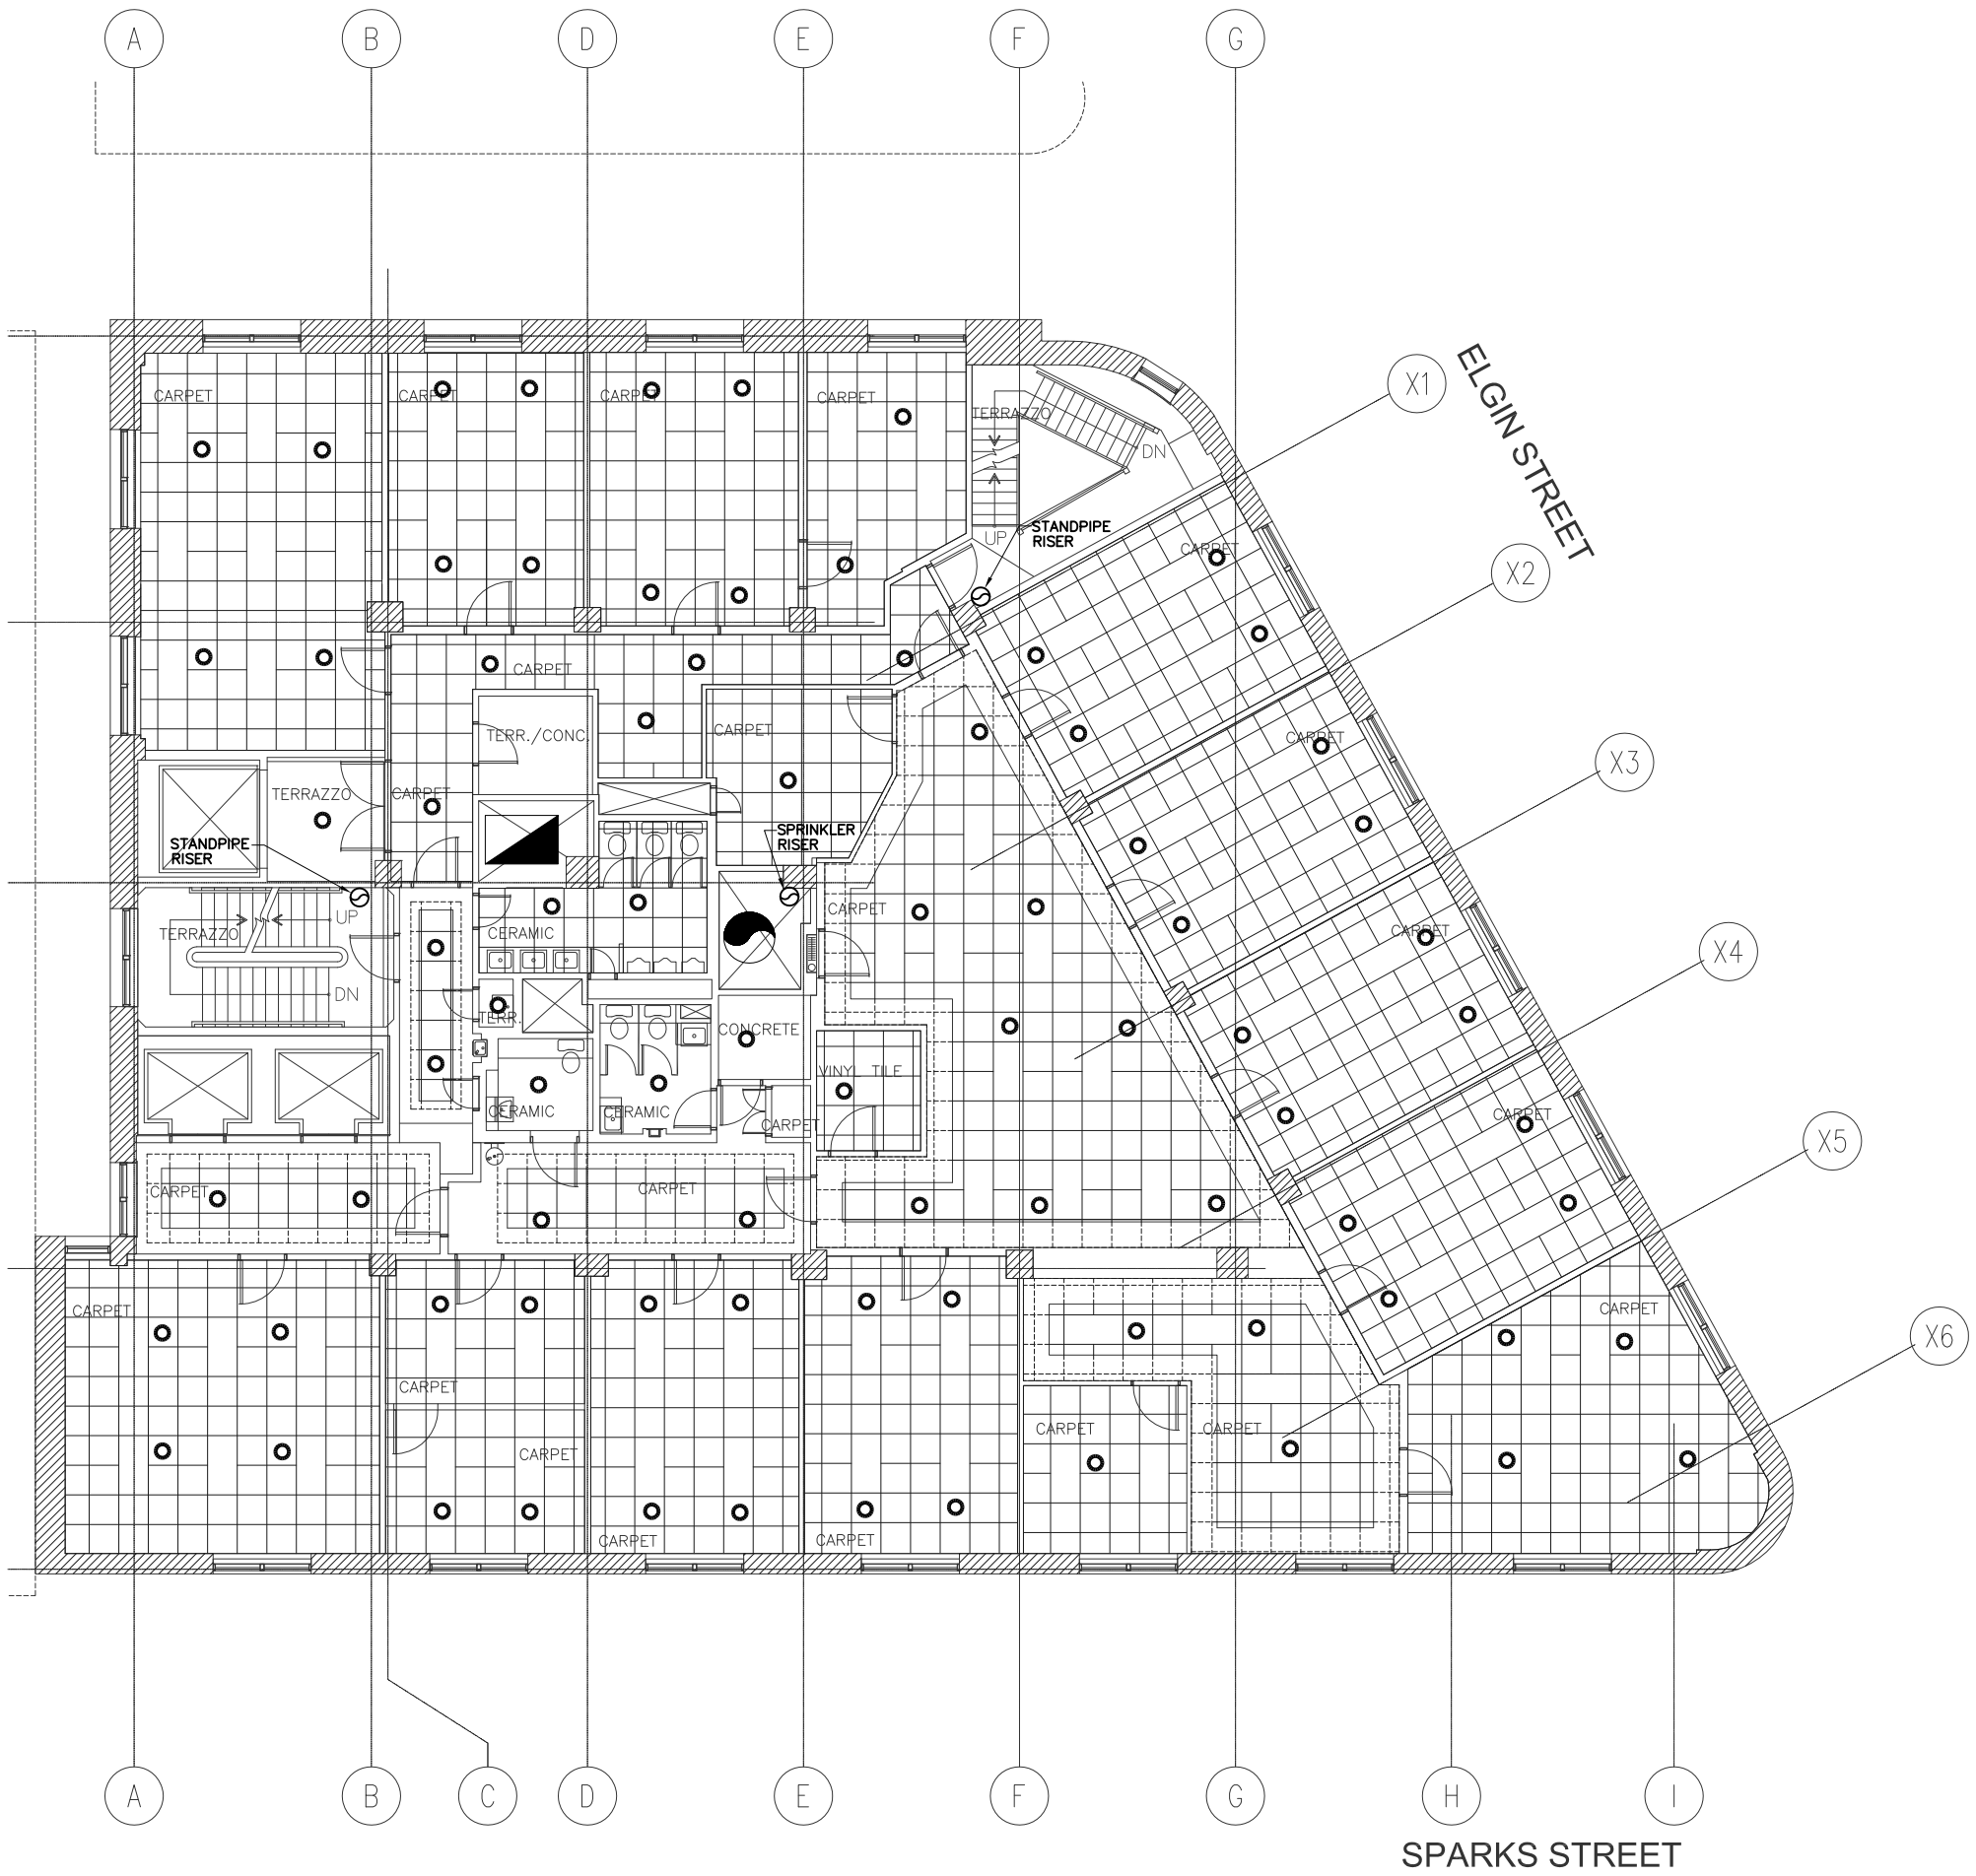 A
B
D
E
F
G
X1
ELGIN STREET
CARPET
CARPET
CARPET
CARPET
TERRAZZO
DN
UP
STANDPIPE
RISER
CARPET
X2
CARPET
TERR./CONC.
CARPET
CARPET
X3
TERRAZZO
CARPET
STANDPIPE
RISER
SPRINKLER
RISER
UP
TERRAZZO
DN
CERAMIC
CARPET
CARPET
X4
TERR.
CONCRETE
VINYL TILE
CERAMIC
CERAMIC
CARPET
CARPET
X5
CARPET
CARPET
CARPET
CARPET
X6
CARPET
CARPET
CARPET
CARPET
CARPET
CARPET
A
B
C
D
E
F
G
H
I
SPARKS STREET